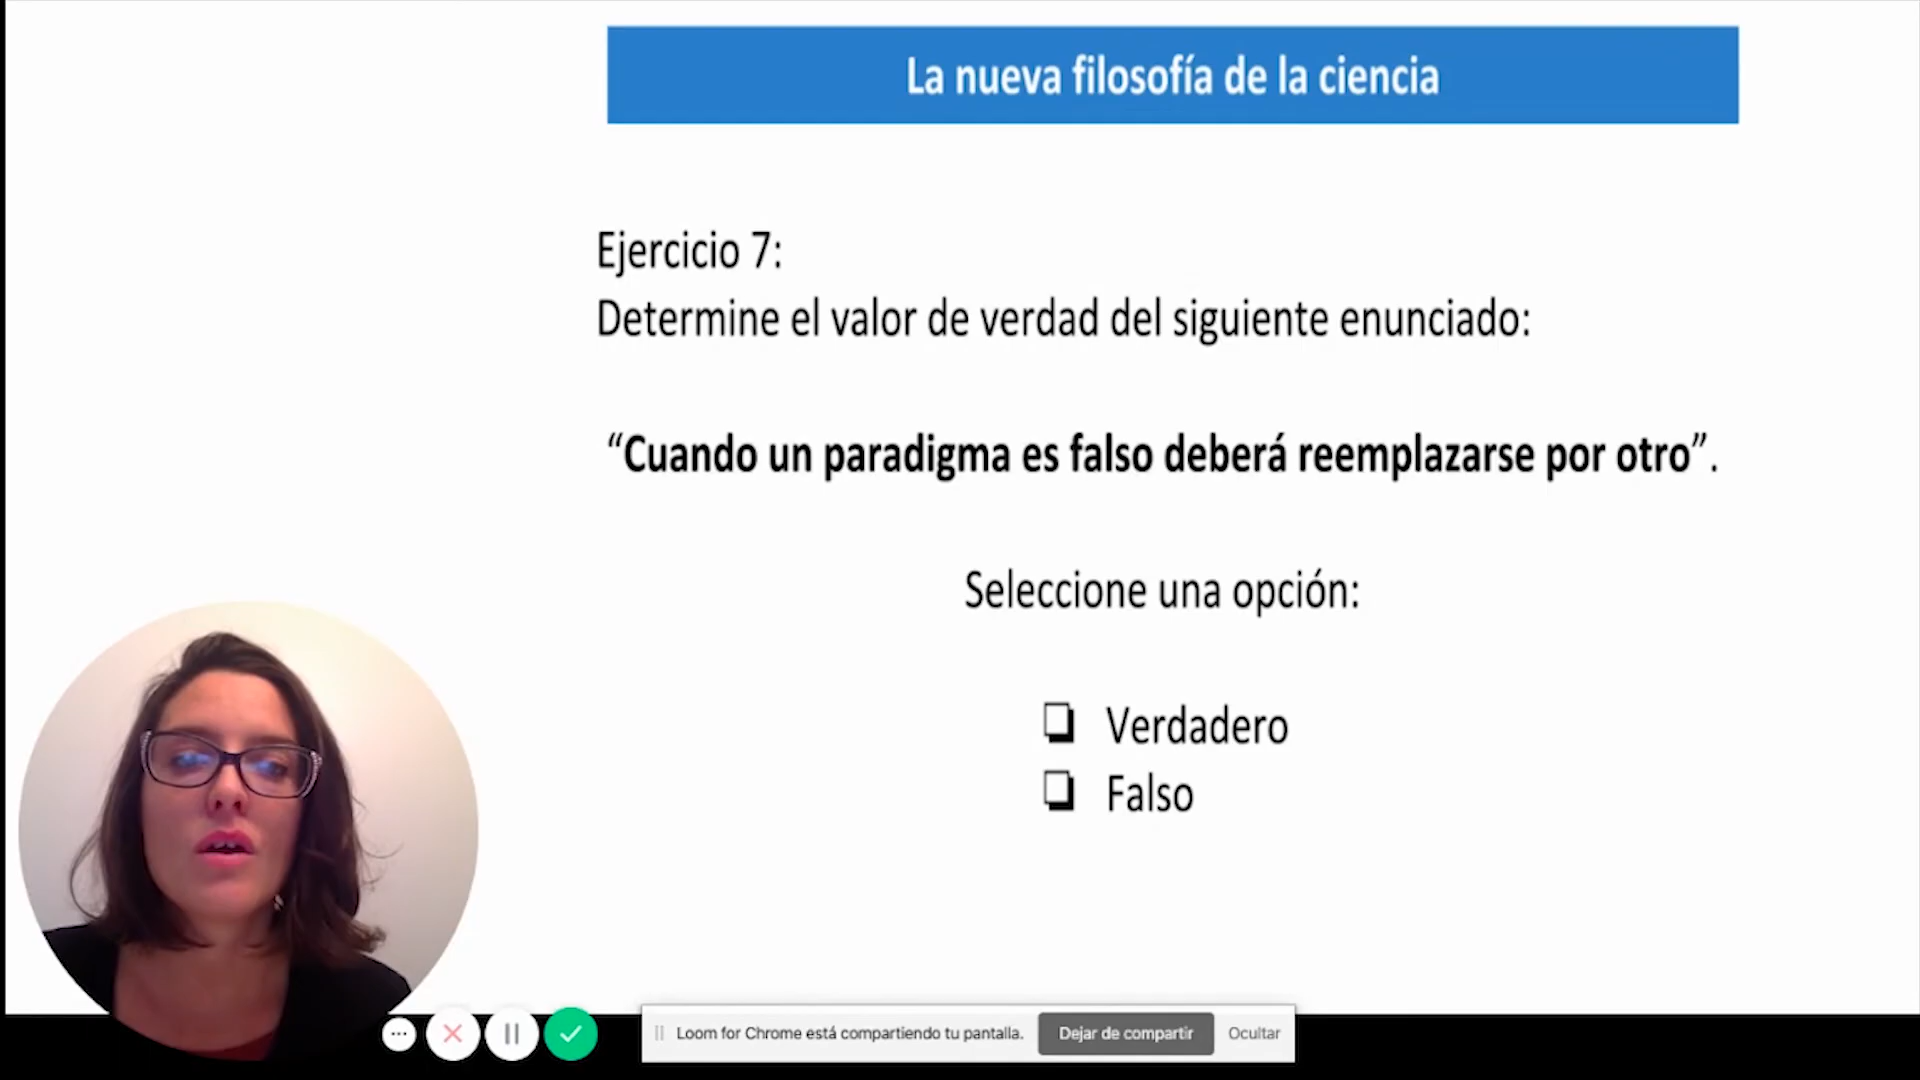 La nueva filosofía de la ciencia
Ejercicio 7:
Determine el valor de verdad del siguiente enunciado:
“Cuando un paradigma es falso deberá reemplazarse por otro”.
Seleccione una opción:
Verdadero
Falso
Loom for Chrome está compartiendo tu pantalla. Dejar de compartir Ocultar